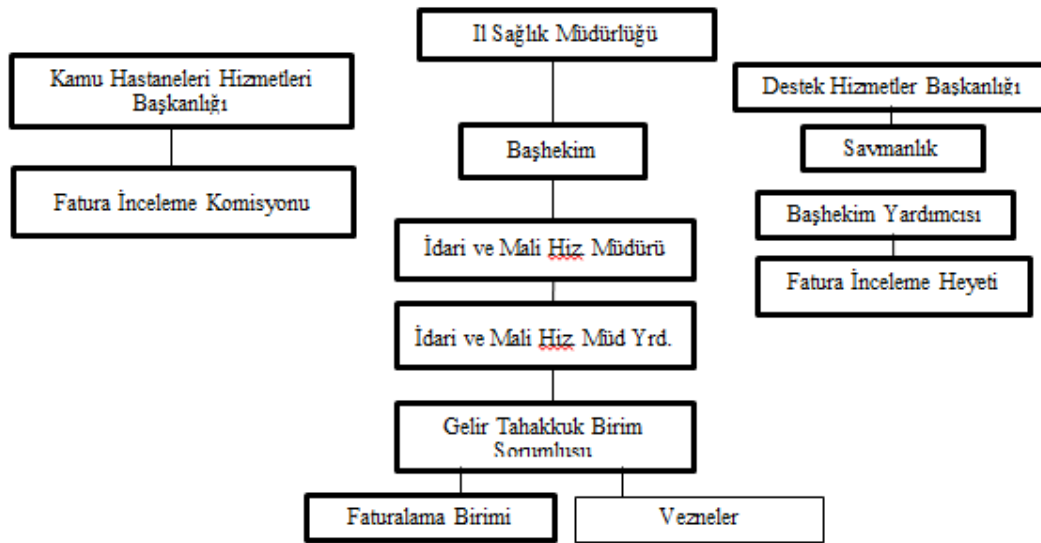 Il Sağlık Müdürlüğü
Kamu Hastaneleri Hizmetleri
Başkanlığı
Destek Hizmetler Başkanlığı
Başhekim
Savmanlık
Fatura İnceleme Komisyonu
Başhekim Yardımcısı
İdari ve Mali Hiz Müdürü
Fatura İnceleme Heyeti
İdari ve Mali Hiz Müd Yrd.
Gelir Tahakkuk Birim
Sorumlusu
Faturalama Birimi
Vezneler